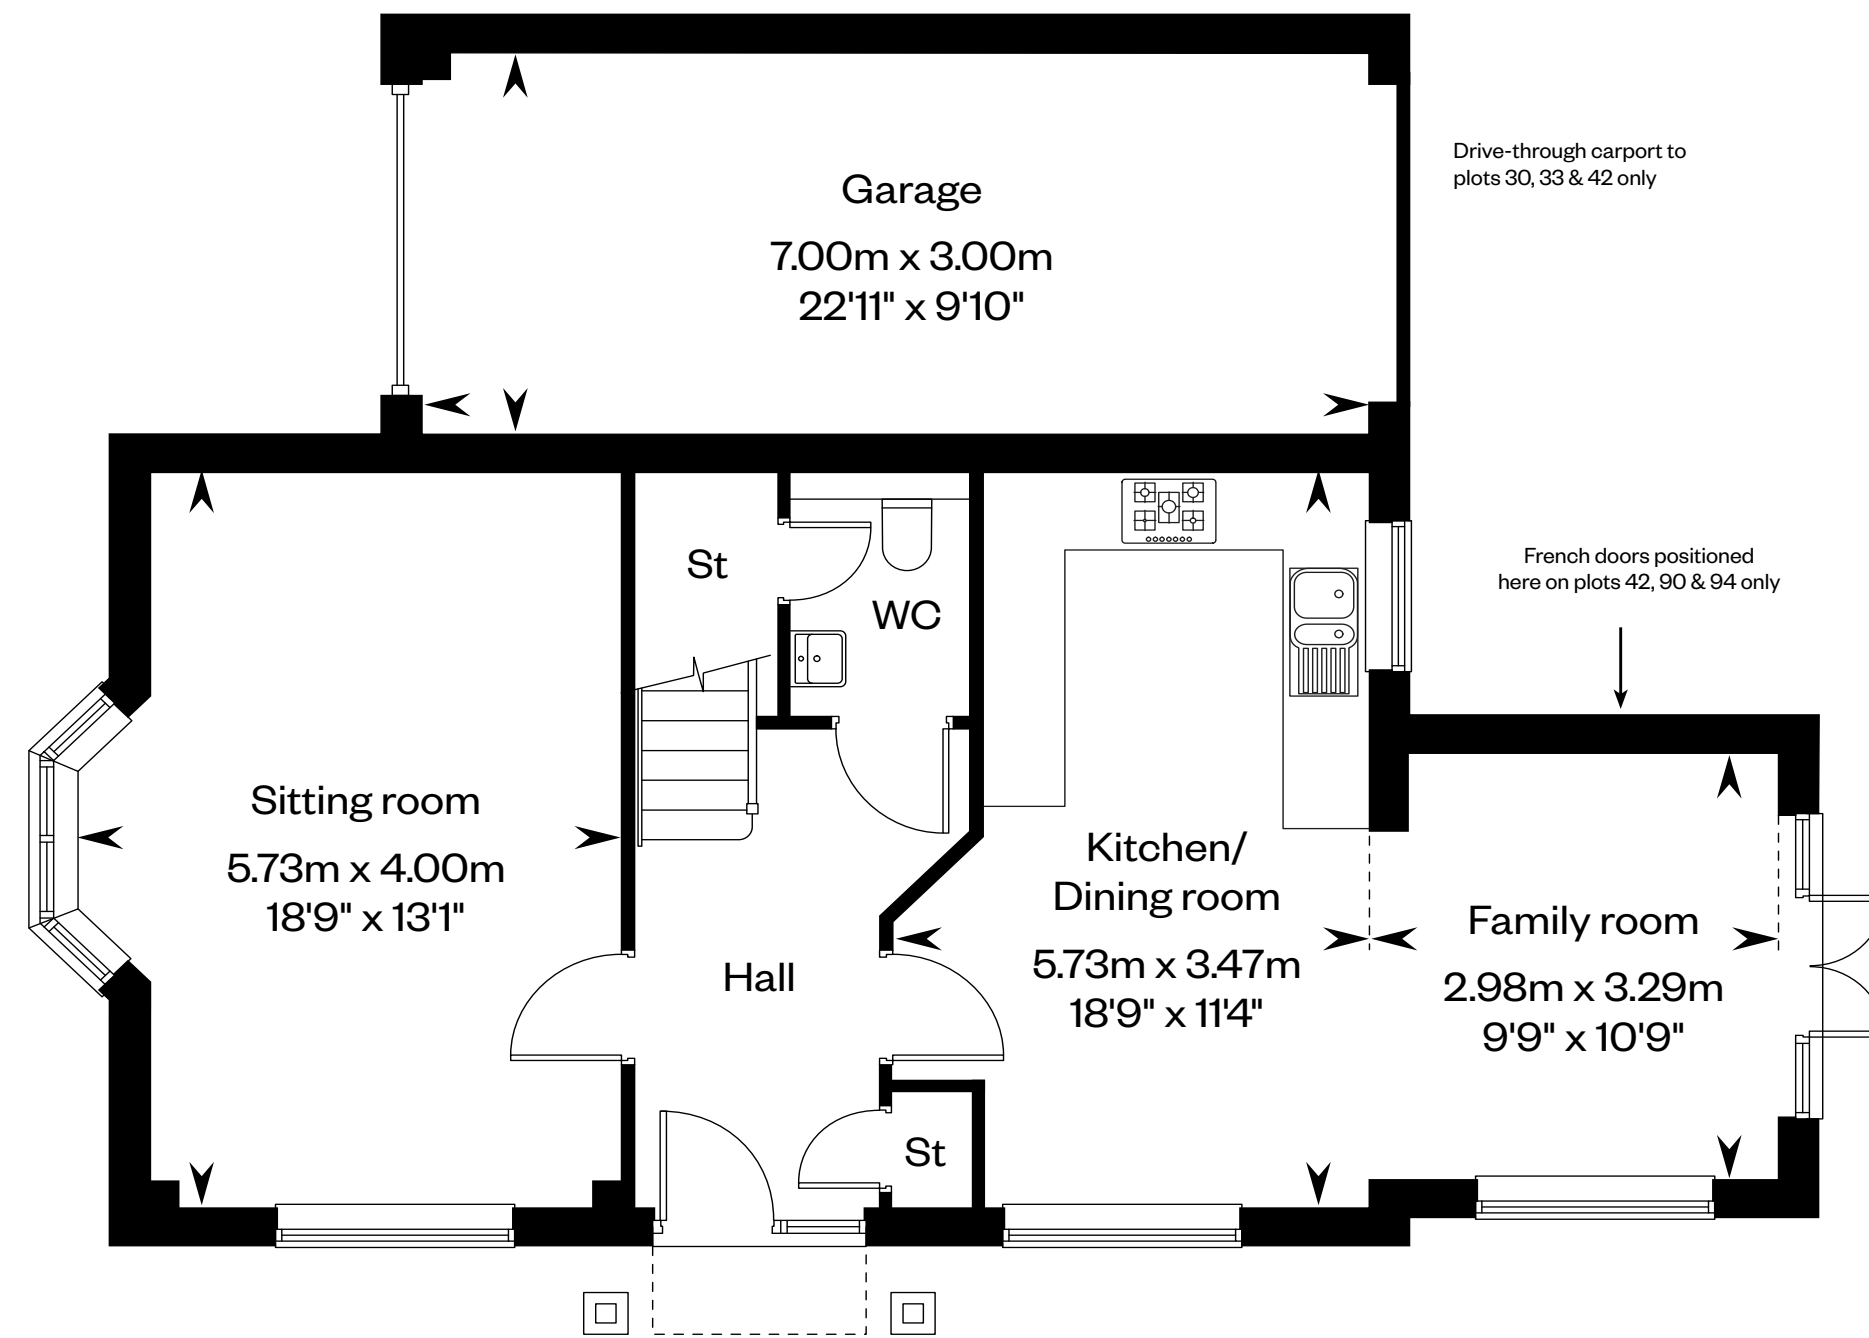 Drive-through carport to
plots 30, 33 & 42 only
Garage
7.00m x 3.00m
22'11" x 9'10"
St
WC
French doors positioned
here on plots 42, 90 & 94 only
Sitting room
5.73m x 4.00m
18'9" x 13'1"
Hall
Kitchen/
Dining room
5.73m x 3.47m
18'9" x 11'4"
Family room
2.98m x 3.29m
9'9" x 10'9"
St